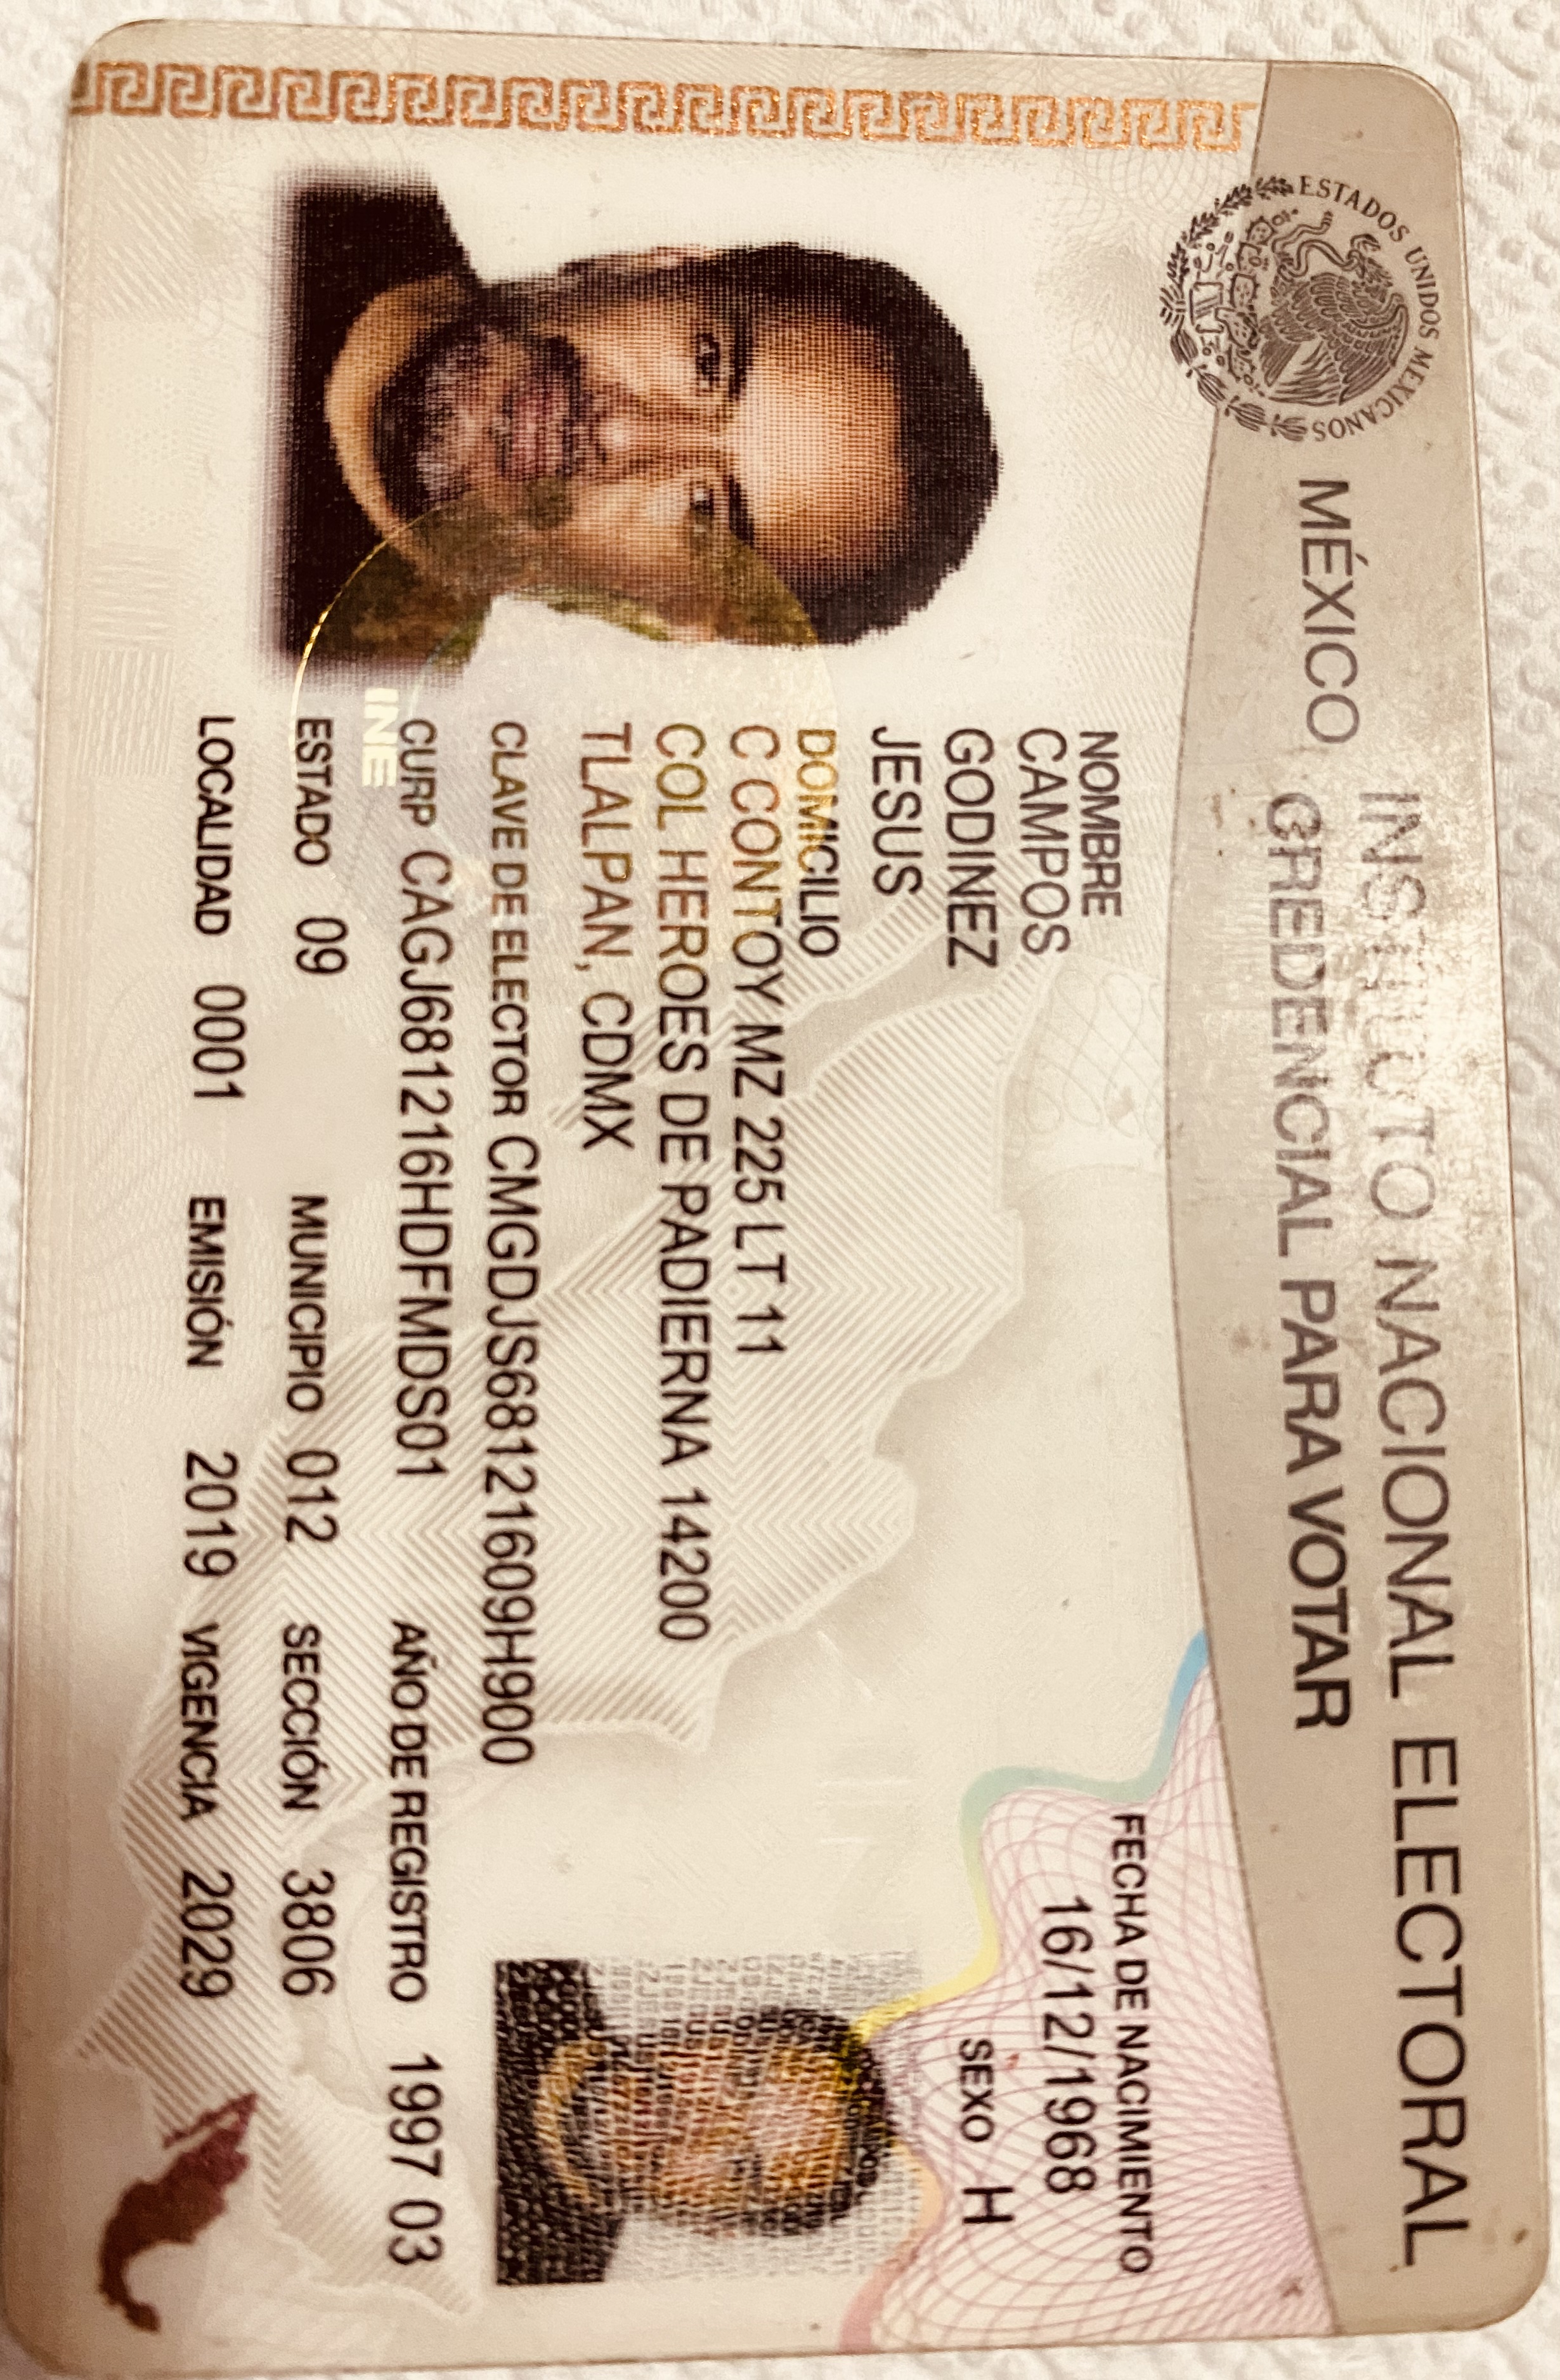 ESTADOS UNIDOS MEXICANOS
MÉXICO INSTITUTO NACIONAL ELECTORAL
CREDENCIAL PARA VOTAR
NOMBRE
CAMPOS
GODINEZ
JESUS
FECHA DE NACIMIENTO
16/12/1968
SEXO H
DOMICILIO
C CONTOY MZ 225 LT 11
COL HEROES DE PADIERNA 14200
TLALPAN, CDMX
CLAVE DE ELECTOR CMGDJS68121609H900
CURP CAGJ681216HDFMDS01 AÑO DE REGISTRO 1997 03
INE
ESTADO 09 MUNICIPIO 012 SECCIÓN 3806
LOCALIDAD 0001 EMISIÓN 2019 VIGENCIA 2029